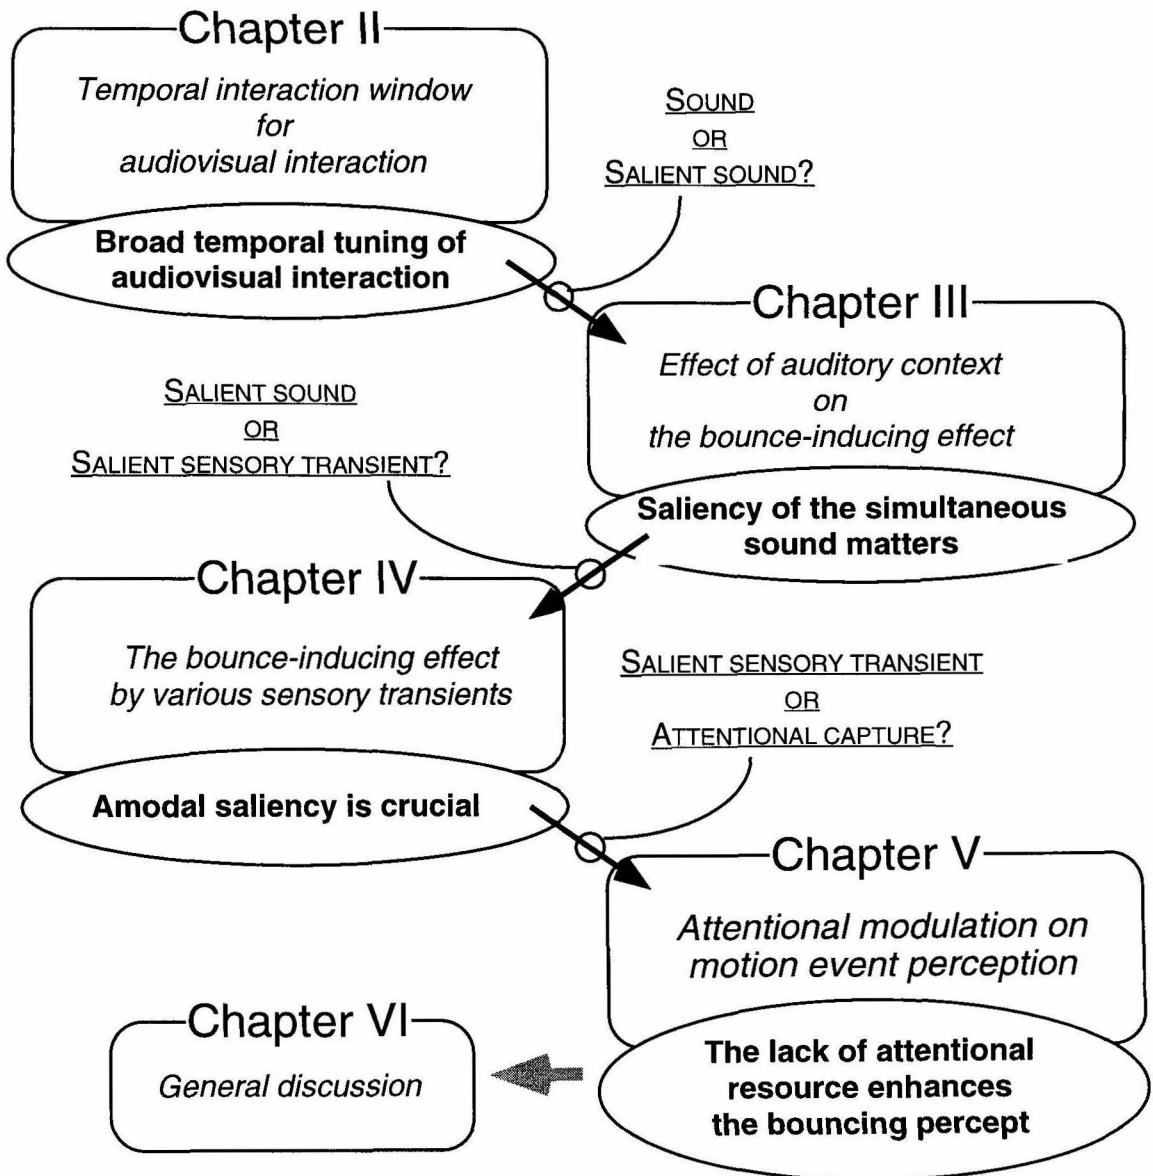 Chapter II
Temporal interaction window
for
audiovisual interaction
Broad temporal tuning of
audiovisual interaction
SOUND
OR
SALIENT SOUND?
Chapter III
Effect of auditory context
on
the bounce-inducing effect
Saliency of the simultaneous
sound matters
SALIENT SOUND
OR
SALIENT SENSORY TRANSIENT?
Chapter IV
The bounce-inducing effect
by various sensory transients
Amodal saliency is crucial
SALIENT SENSORY TRANSIENT
OR
ATTENTIONAL CAPTURE?
Chapter V
Attentional modulation on
motion event perception
The lack of attentional
resource enhances
the bouncing percept
Chapter VI
General discussion